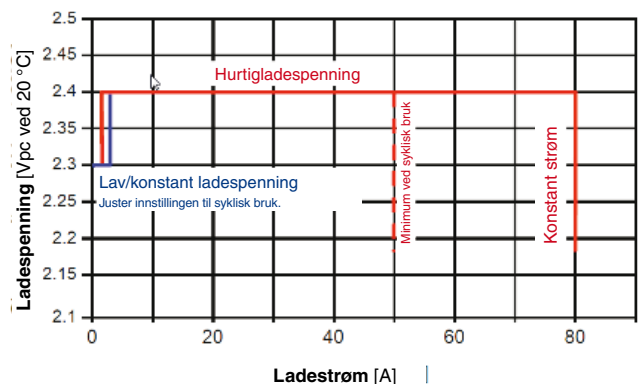 2.5
2.45
2.4
2.35
2.3
2.25
2.2
2.15
2.1
Ladespenning [Vpc ved 20 °C]
Hurtigladespenning
Lav/konstant ladespenning
Juster innstillingen til syklisk bruk.
Minimum ved syklisk bruk
Konstant strøm
0
20
40
60
80
Ladestrøm [A]